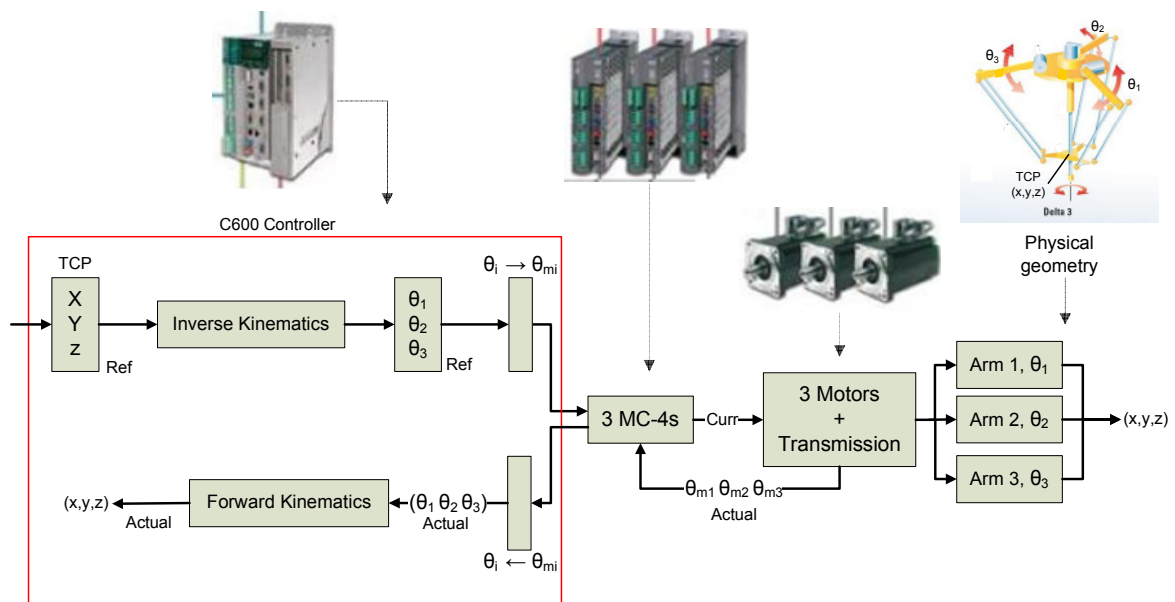 θ2
θ3
θ1
TCP
(x,y,z)
Delta 3
Physical
geometry
C600 Controller
TCP
X
Y
z
Ref
Inverse Kinematics
θ1
θ2
θ3
Ref
θi → θmi
3 MC-4s
Curr
3 Motors
+
Transmission
θm1 θm2 θm3
Actual
Arm 1, θ1
Arm 2, θ2
Arm 3, θ3
(x,y,z)
(x,y,z)
Actual
Forward Kinematics
(θ1 θ2 θ3)
Actual
θi ← θmi